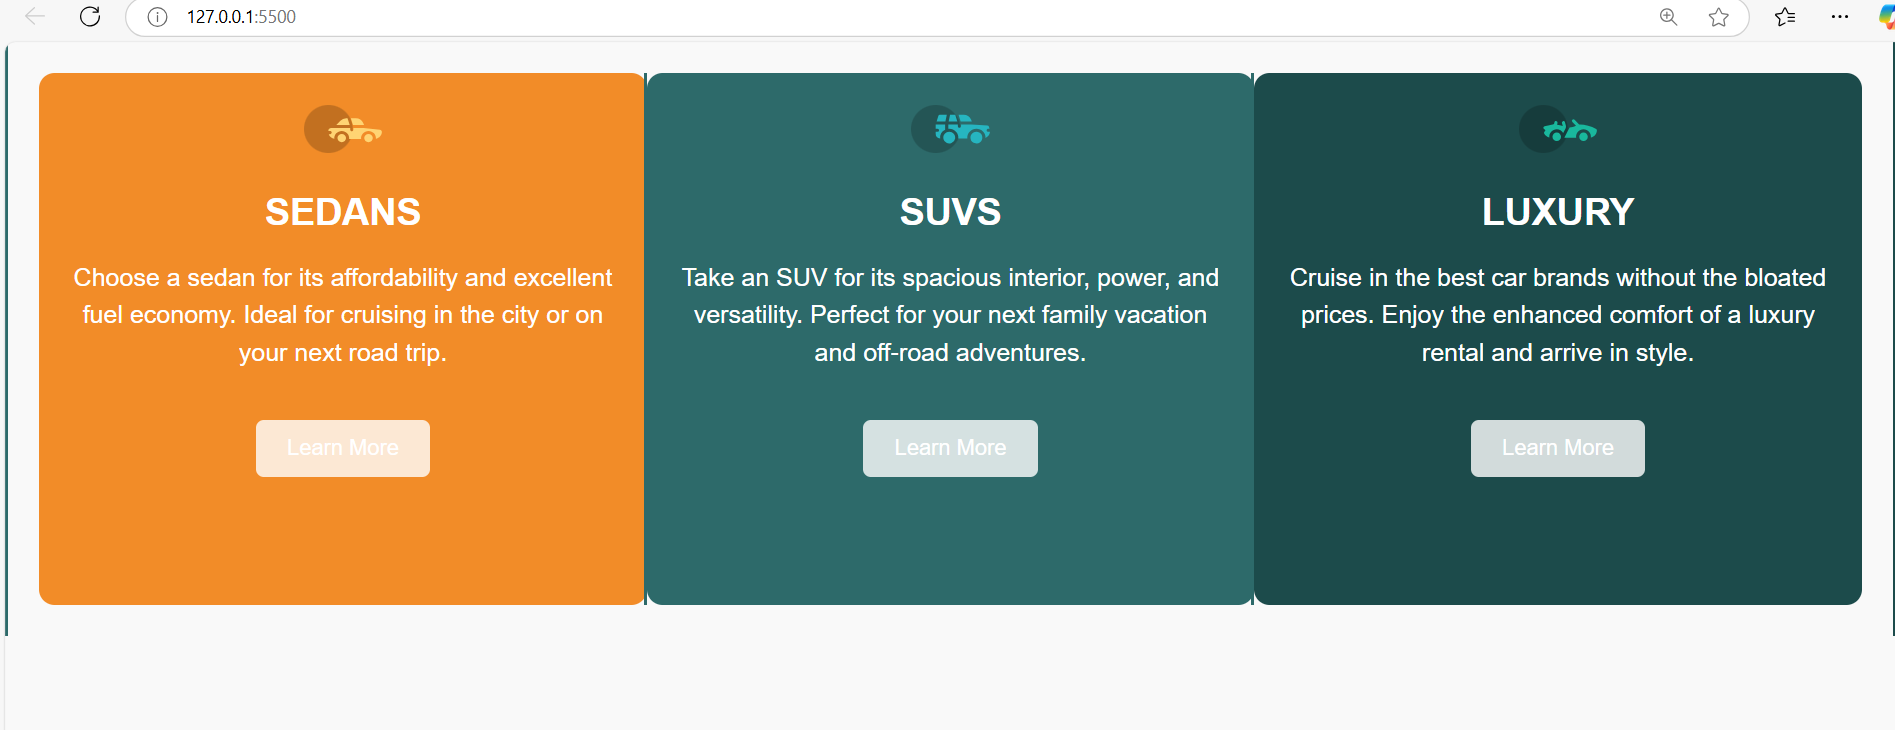 127.0.0.1:5500
SEDANS
Choose a sedan for its affordability and excellent
fuel economy. Ideal for cruising in the city or on
your next road trip.
Learn More
SUVS
Take an SUV for its spacious interior, power, and
versatility. Perfect for your next family vacation
and off-road adventures.
Learn More
LUXURY
Cruise in the best car brands without the bloated
prices. Enjoy the enhanced comfort of a luxury
rental and arrive in style.
Learn More